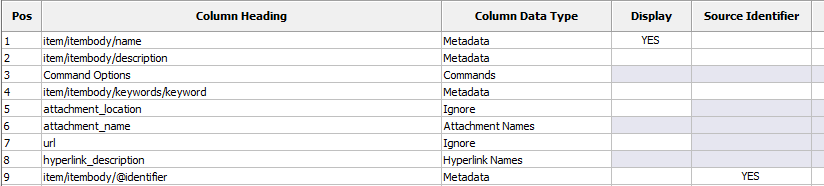 Pos Column Heading Column Data Type Display Source Identifier
1 item/itembody/name Metadata YES
2 item/itembody/description Metadata
3 Command Options Commands
4 item/itembody/keywords/keyword Metadata
5 attachment_location Ignore
6 attachment_name Attachment Names
7 url Ignore
8 hyperlink_description Hyperlink Names
9 item/itembody/@identifier Metadata YES